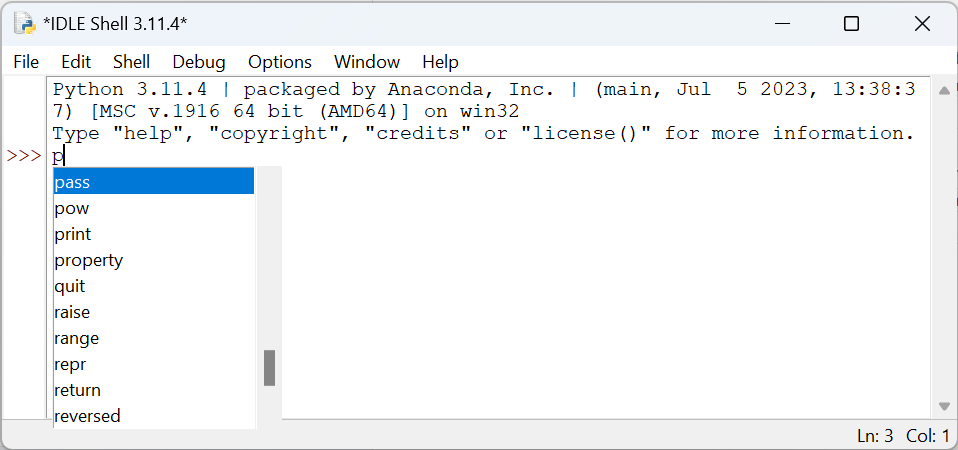 *IDLE Shell 3.11.4*
File Edit Shell Debug Options Window Help
Python 3.11.4 | packaged by Anaconda, Inc. | (main, Jul  5 2023, 13:38:3
7) [MSC v.1916 64 bit (AMD64)] on win32
Type "help", "copyright", "credits" or "license()" for more information.
>>> p
pass
pow
print
property
quit
raise
range
repr
return
reversed
Ln: 3 Col: 1